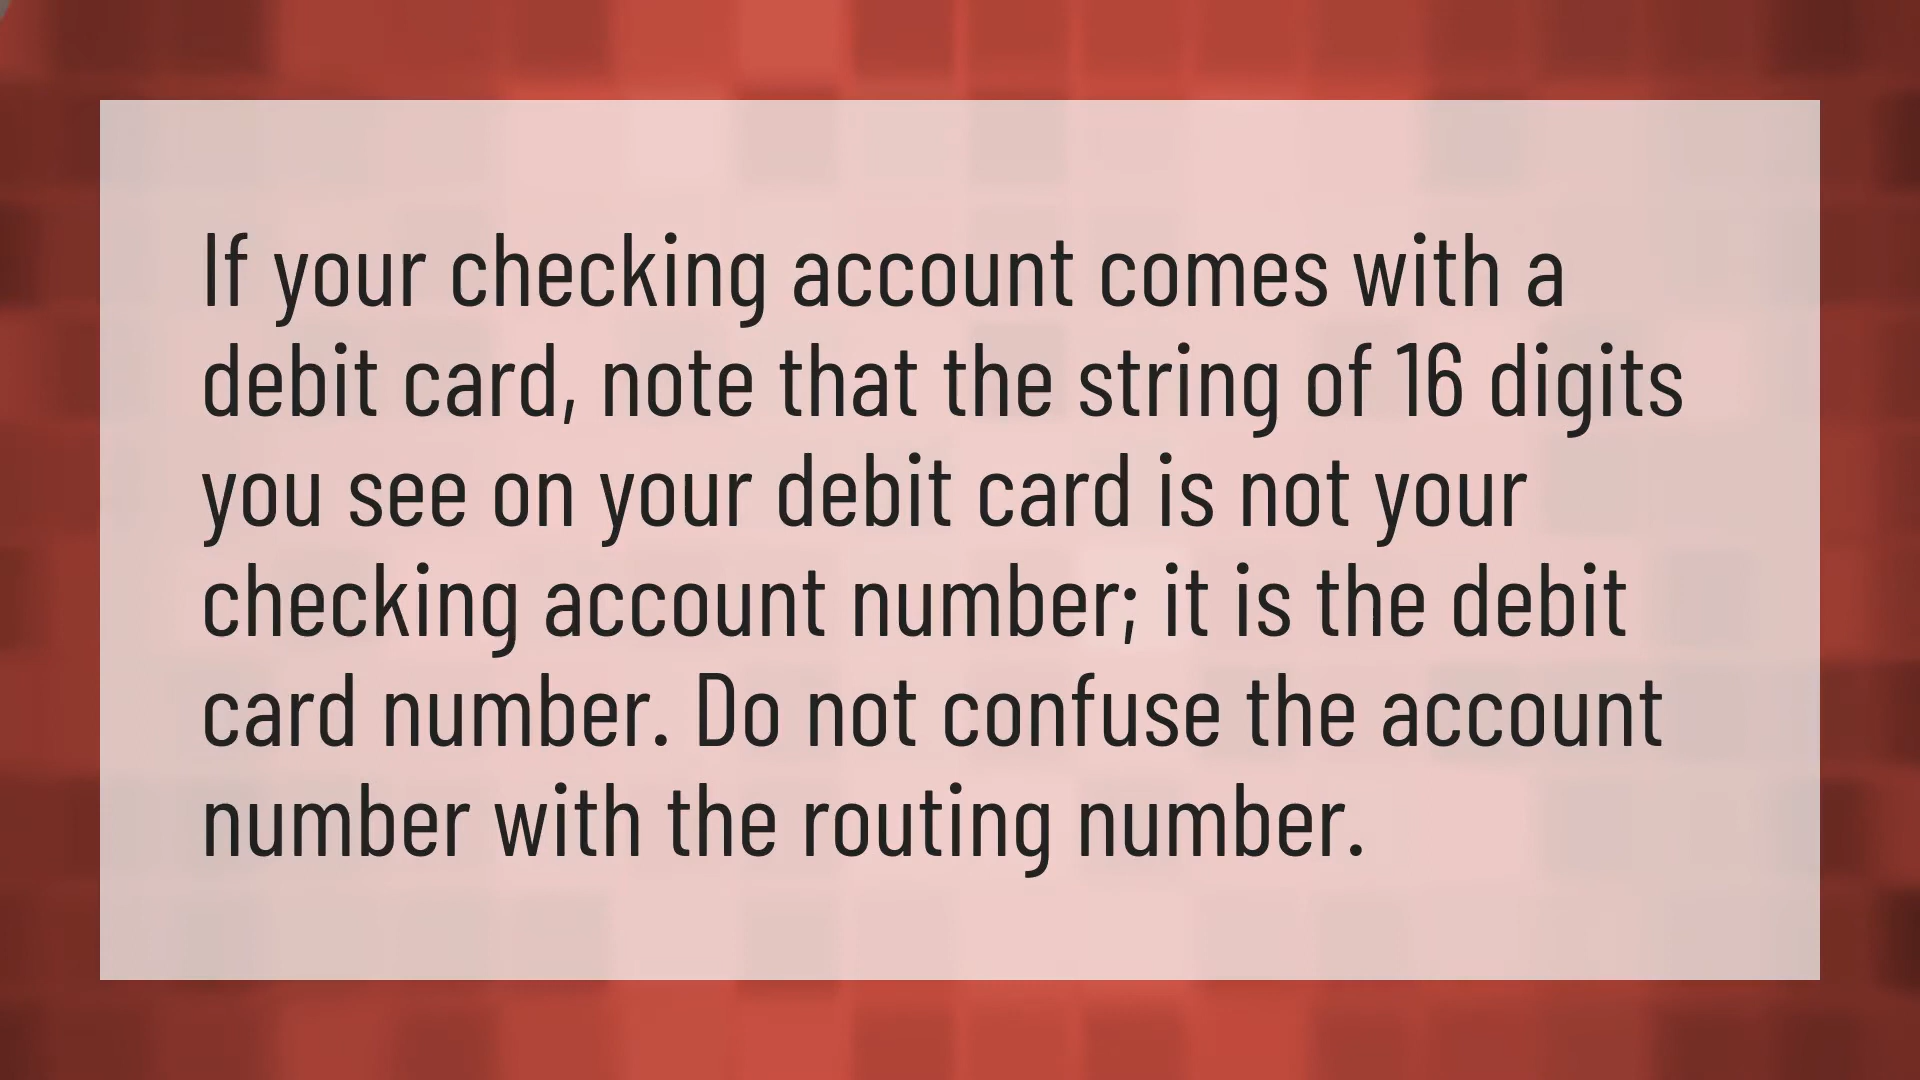 If your checking account comes with a
debit card, note that the string of 16 digits
you see on your debit card is not your
checking account number; it is the debit
card number. Do not confuse the account
number with the routing number.